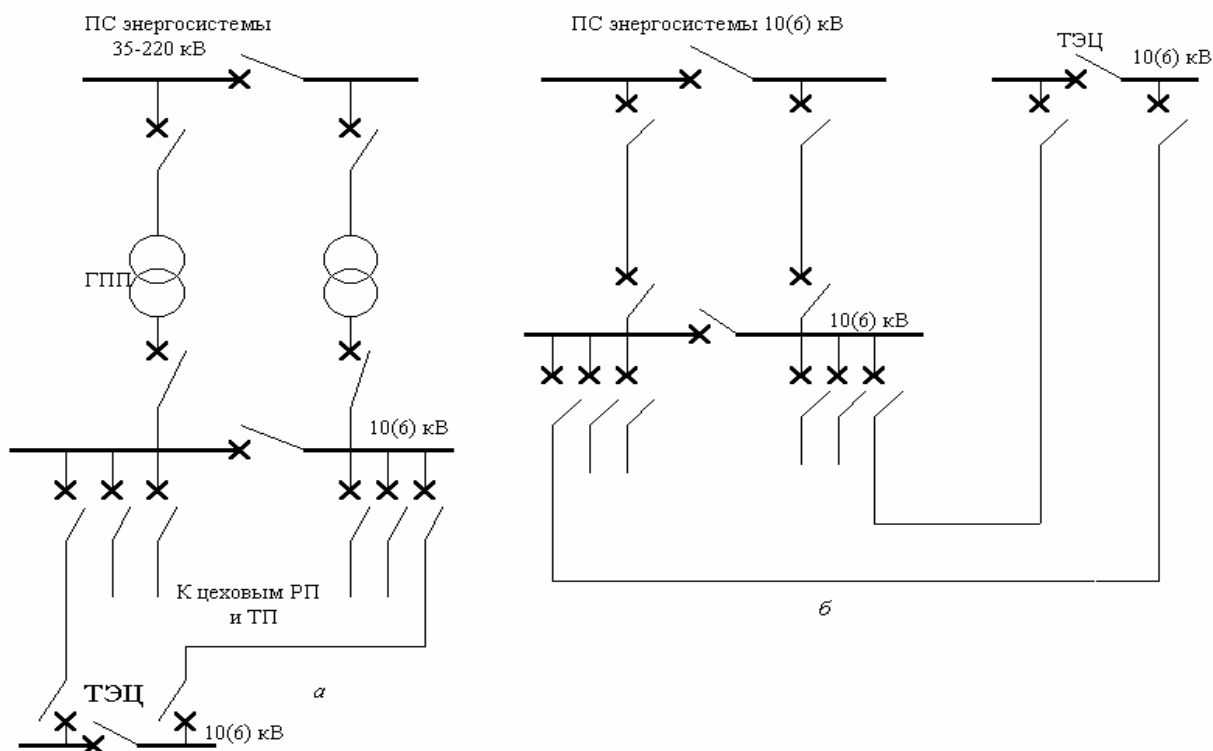 ПС энергосистемы
35-220 кВ
ГПП
10(6) кВ
К цеховым РП
и ТП
ТЭЦ
10(6) кВ
а
ПС энергосистемы 10(6) кВ
ТЭЦ
10(6) кВ
10(6) кВ
б